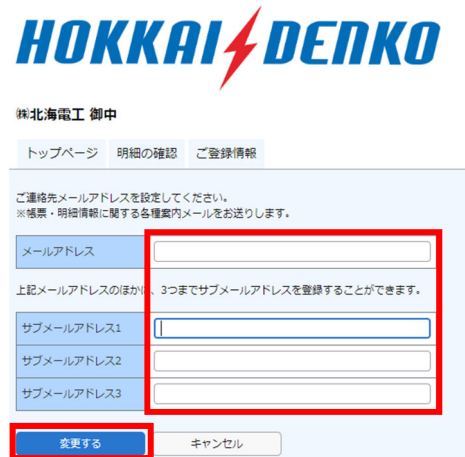 HOKKAI DENKO
㈱北海電工 御中
トップページ 明細の確認 ご登録情報
ご連絡先メールアドレスを設定してください。
※帳票・明細情報に関する各種案内メールをお送りします。
メールアドレス
上記メールアドレスのほかに、3つまでサブメールアドレスを登録することができます。
サブメールアドレス1
サブメールアドレス2
サブメールアドレス3
変更する キャンセル